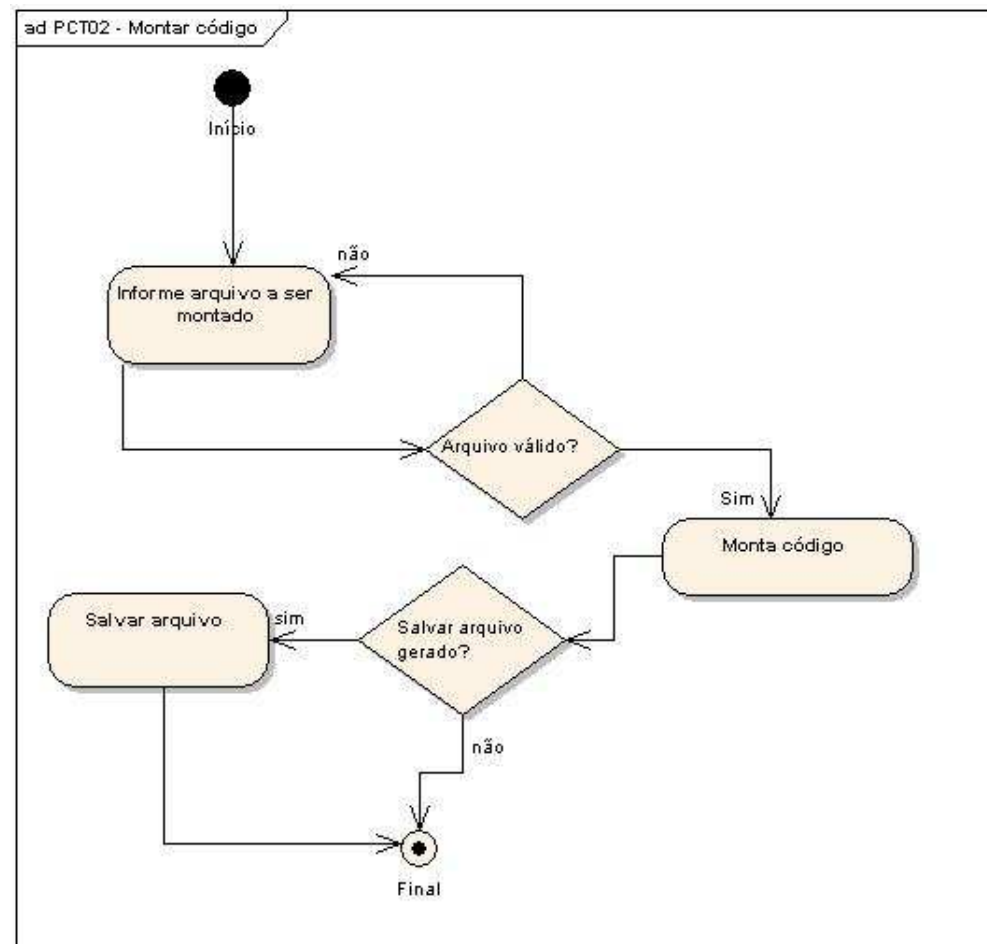 ad PCT02 - Montar código
Início
não
Informe arquivo a ser
montado
Arquivo válido?
Sim
Monta código
Salvar arquivo
sim
Salvar arquivo
gerado?
não
Final